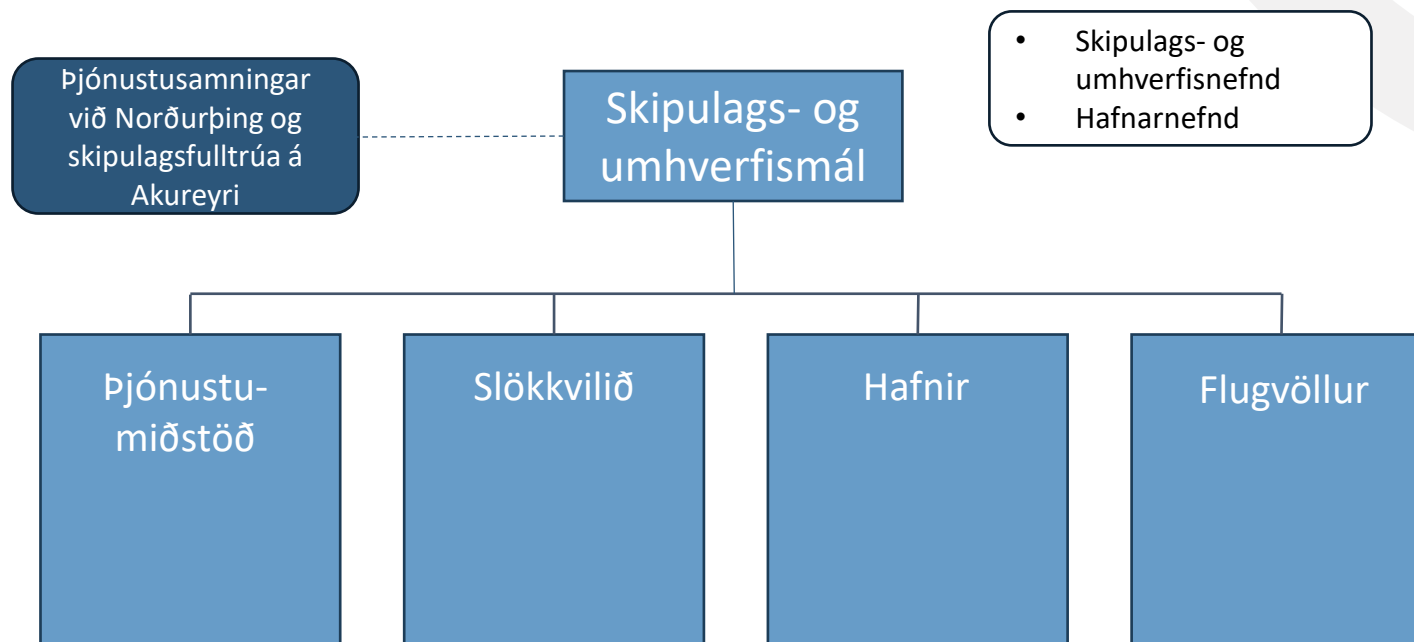 Þjónustusamningar
við Norðurþing og
skipulagsfulltrúa á
Akureyri
Skipulags- og
umhverfismál
• Skipulags- og
umhverfisnefnd
• Hafnarnefnd
Þjónustu-
miðstöð
Slökkvilið
Hafnir
Flugvöllur